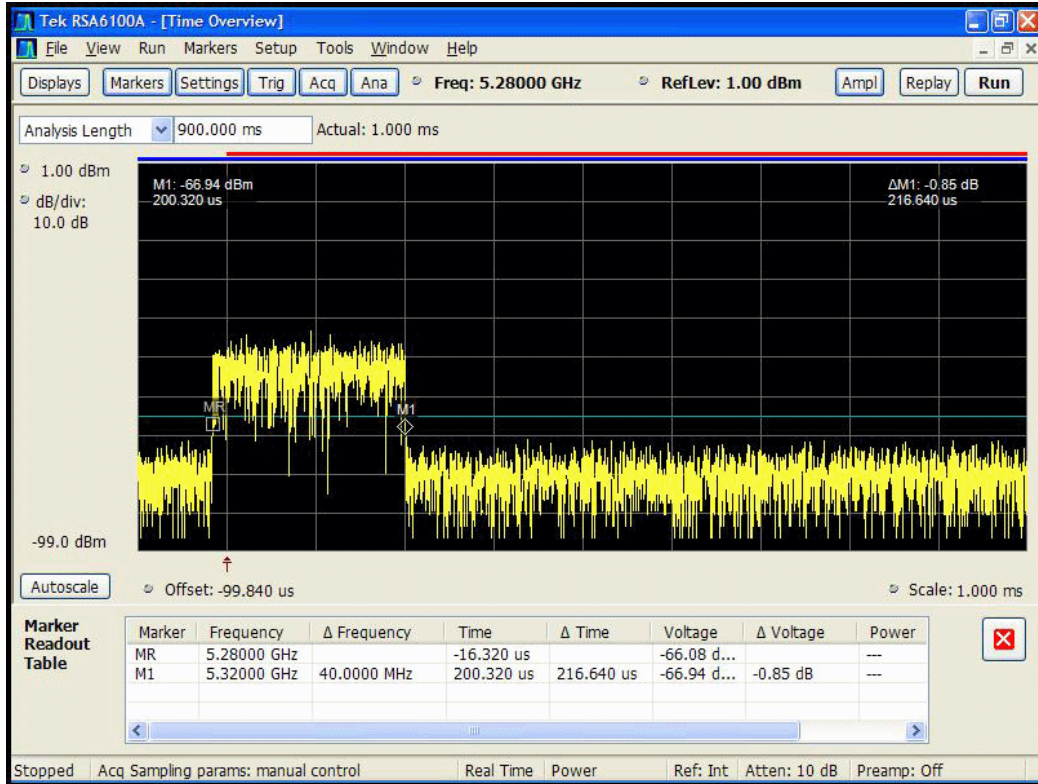 Tek RSA6100A - [Time Overview]
File View Run Markers Setup Tools Window Help
Displays Markers Settings Trig Acq Ana Freq: 5.28000 GHz RefLev: 1.00 dBm Ampl Replay Run
Analysis Length 900.000 ms Actual: 1.000 ms
1.00 dBm
dB/div:
10.0 dB
M1: -66.94 dBm
200.320 us
ΔM1: -0.85 dB
216.640 us
MR
M1
-99.0 dBm
Autoscale Offset: -99.840 us Scale: 1.000 ms
Marker
Readout
Table
Marker Frequency Δ Frequency Time Δ Time Voltage Δ Voltage Power
MR 5.28000 GHz -16.320 us -66.08 d... ---
M1 5.32000 GHz 40.0000 MHz 200.320 us 216.640 us -66.94 d... -0.85 dB ---
Stopped Acq Sampling params: manual control Real Time Power Ref: Int Atten: 10 dB Preamp: Off